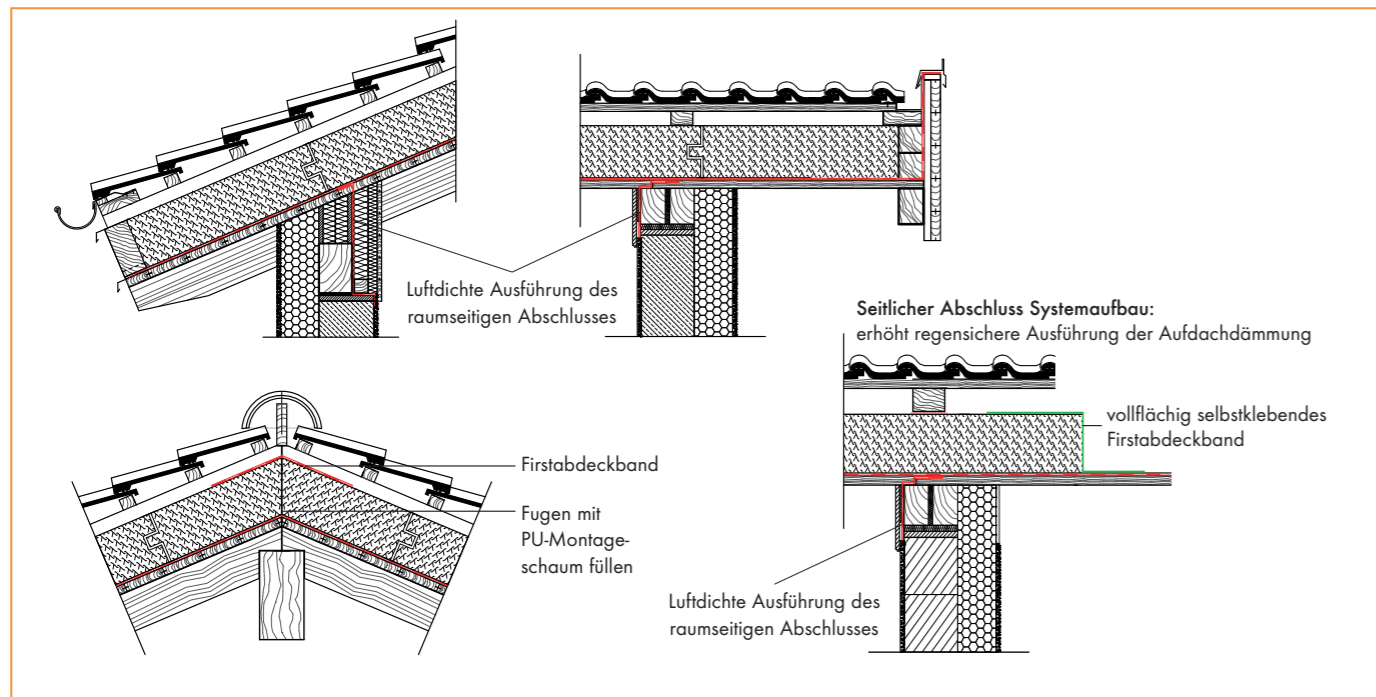 Luftdichte Ausführung des
raumseitigen Abschlusses
Seitlicher Abschluss Systemaufbau:
erhöht regensichere Ausführung der Aufdachdämmung
vollflächig selbstklebendes
Firstabdeckband
Firstabdeckband
Fugen mit
PU-Montage-
schaum füllen
Luftdichte Ausführung des
raumseitigen Abschlusses